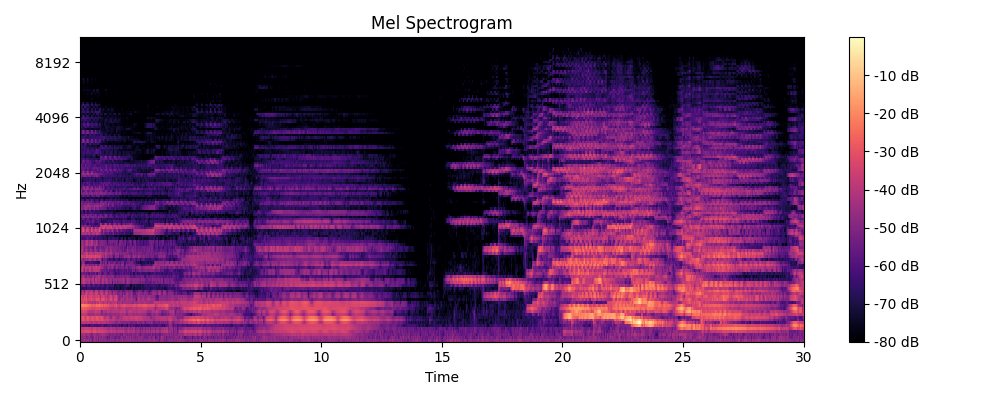 Mel Spectrogram
Hz
8192
4096
2048
1024
512
0
0 5 10 15 20 25 30
Time
-10 dB
-20 dB
-30 dB
-40 dB
-50 dB
-60 dB
-70 dB
-80 dB